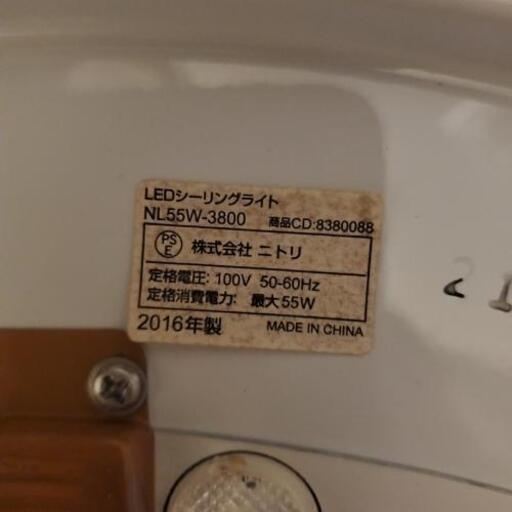 LEDシーリングライト
NL55W-3800 商品CD:8380088
PSE 株式会社 ニトリ
定格電圧: 100V 50-60Hz
定格消費電力: 最大55W
2016年製 MADE IN CHINA